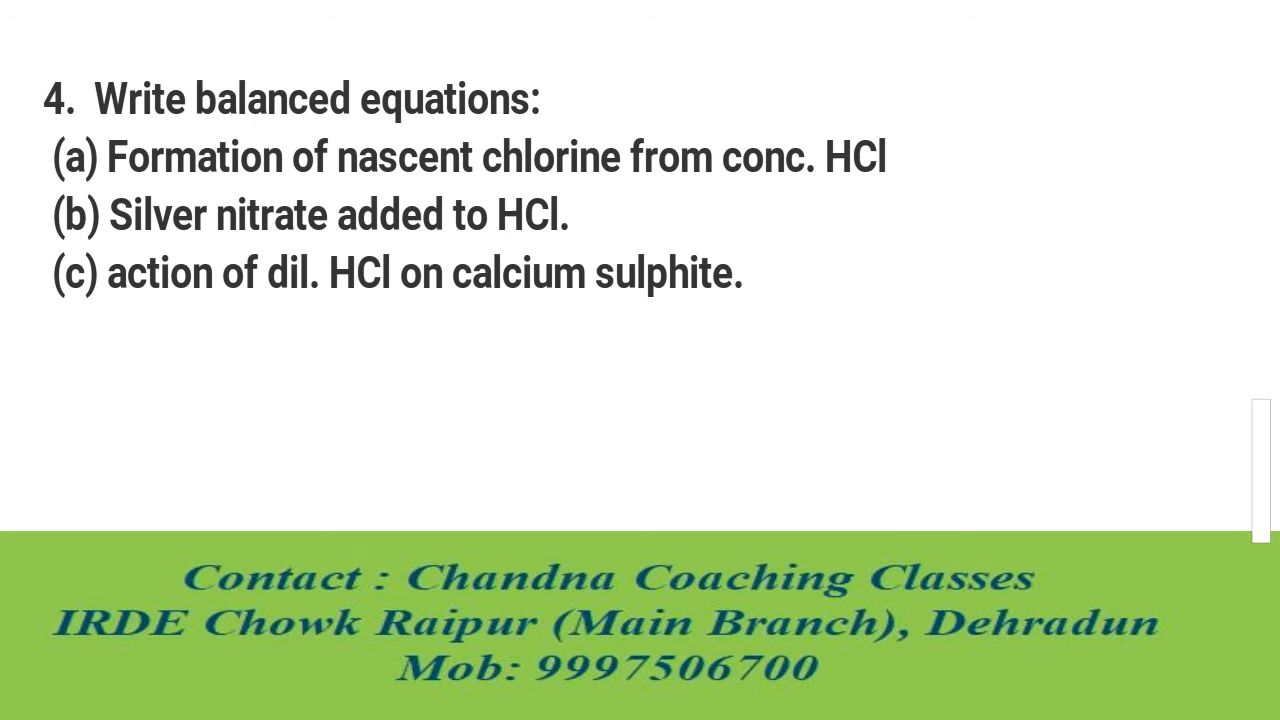 4. Write balanced equations:
(a) Formation of nascent chlorine from conc. HCl
(b) Silver nitrate added to HCl.
(c) action of dil. HCl on calcium sulphite.
Contact : Chandna Coaching Classes
IRDE Chowk Raipur (Main Branch), Dehradun
Mob: 9997506700